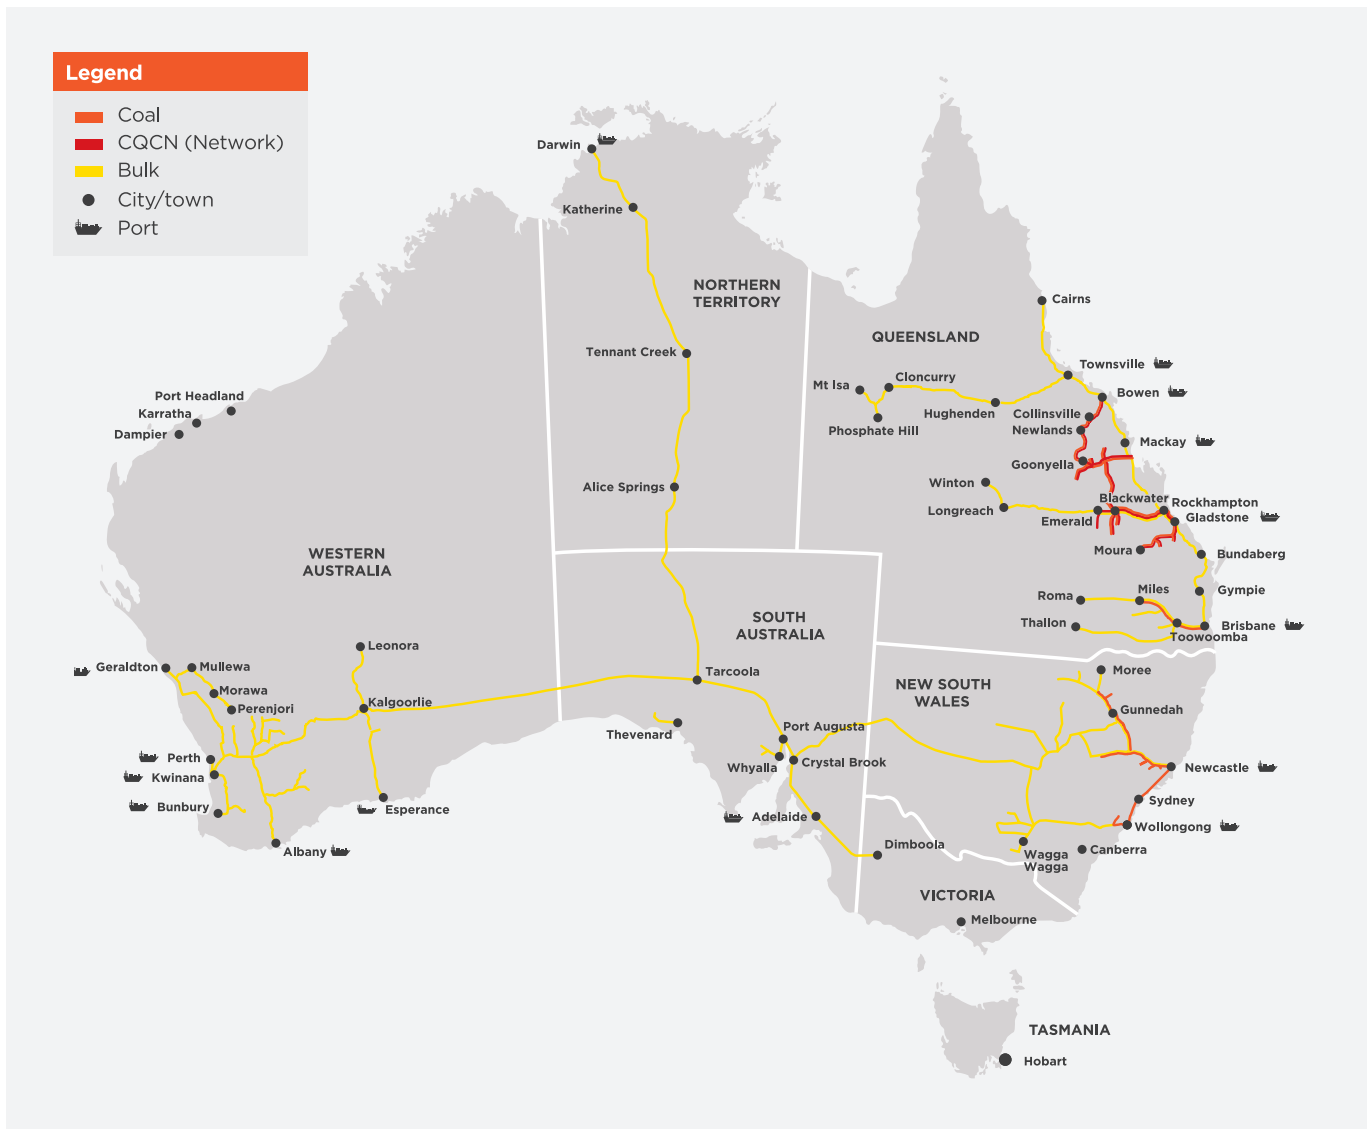 Legend
Coal
CQCN (Network)
Bulk
City/town
Port
Darwin
Katherine
NORTHERN
TERRITORY
Tennant Creek
Alice Springs
QUEENSLAND
Cairns
Townsville
Bowen
Mt Isa
Cloncurry
Hughenden
Phosphate Hill
Collinsville
Newlands
Mackay
Goonyella
Winton
Longreach
Blackwater
Rockhampton
Emerald
Gladstone
Moura
Bundaberg
Roma
Miles
Gympie
Thallon
Brisbane
Toowoomba
Port Headland
Karratha
Dampier
WESTERN
AUSTRALIA
Leonora
Geraldton
Mullewa
Morawa
Perenjori
Kalgoorlie
Perth
Kwinana
Bunbury
Esperance
Albany
SOUTH
AUSTRALIA
Tarcoola
Thevenard
Port Augusta
Whyalla
Crystal Brook
Adelaide
NEW SOUTH
WALES
Moree
Gunnedah
Newcastle
Sydney
Wollongong
Canberra
Wagga
Wagga
Dimboola
VICTORIA
Melbourne
TASMANIA
Hobart